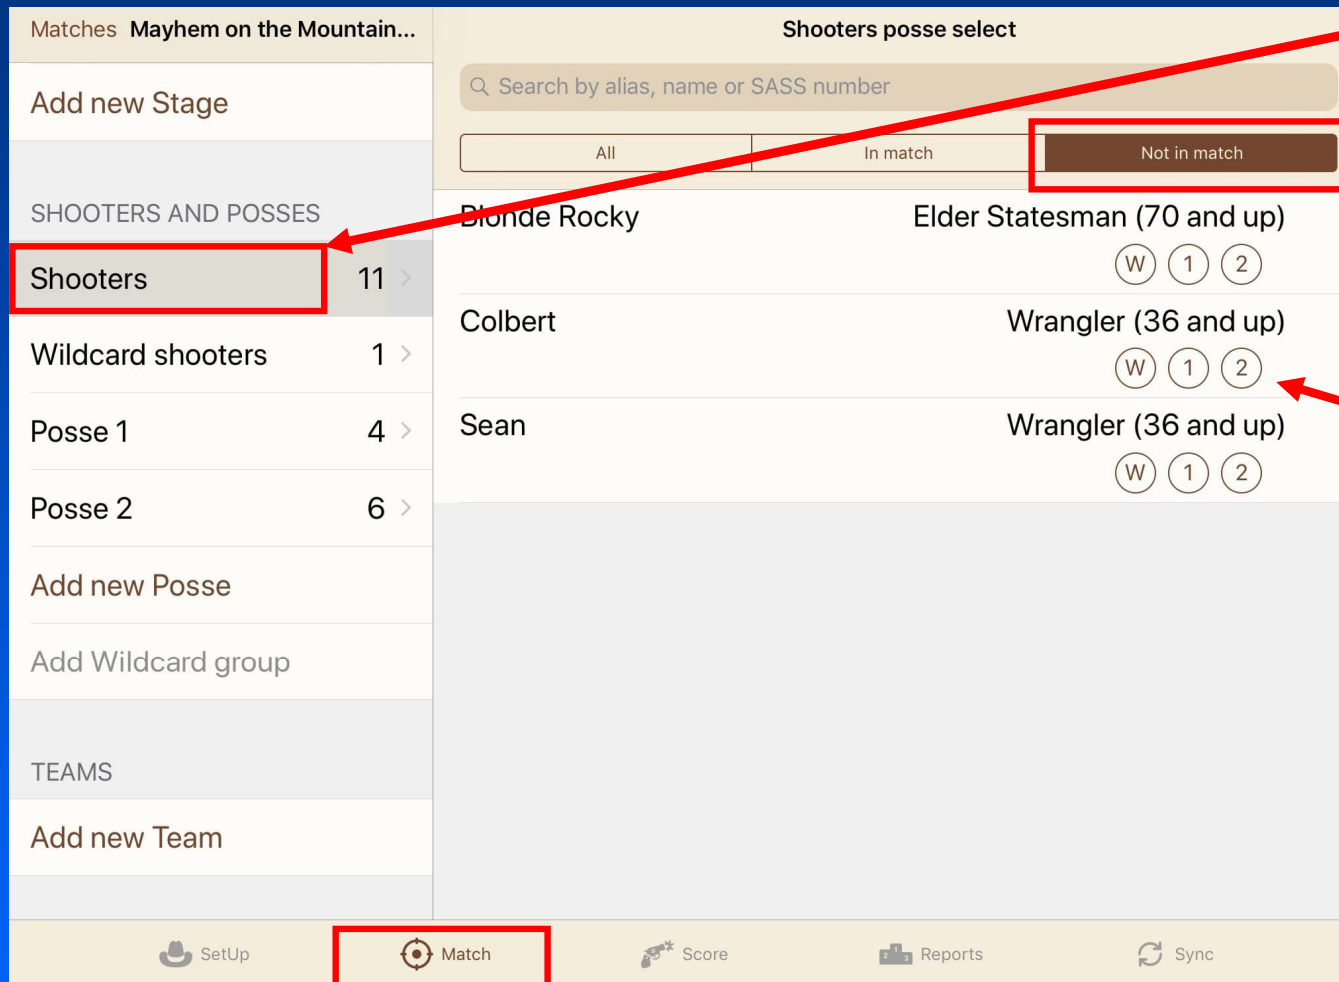 Matches Mayhem on the Mountain...
Add new Stage
SHOOTERS AND POSSES
Shooters 11
Wildcard shooters 1
Posse 1 4
Posse 2 6
Add new Posse
Add Wildcard group
TEAMS
Add new Team
Shooters posse select
Search by alias, name or SASS number
All In match Not in match
Blonde Rocky Elder Statesman (70 and up)
W 1 2
Colbert Wrangler (36 and up)
W 1 2
Sean Wrangler (36 and up)
W 1 2
SetUp Match Score 2 1 3 Reports Sync